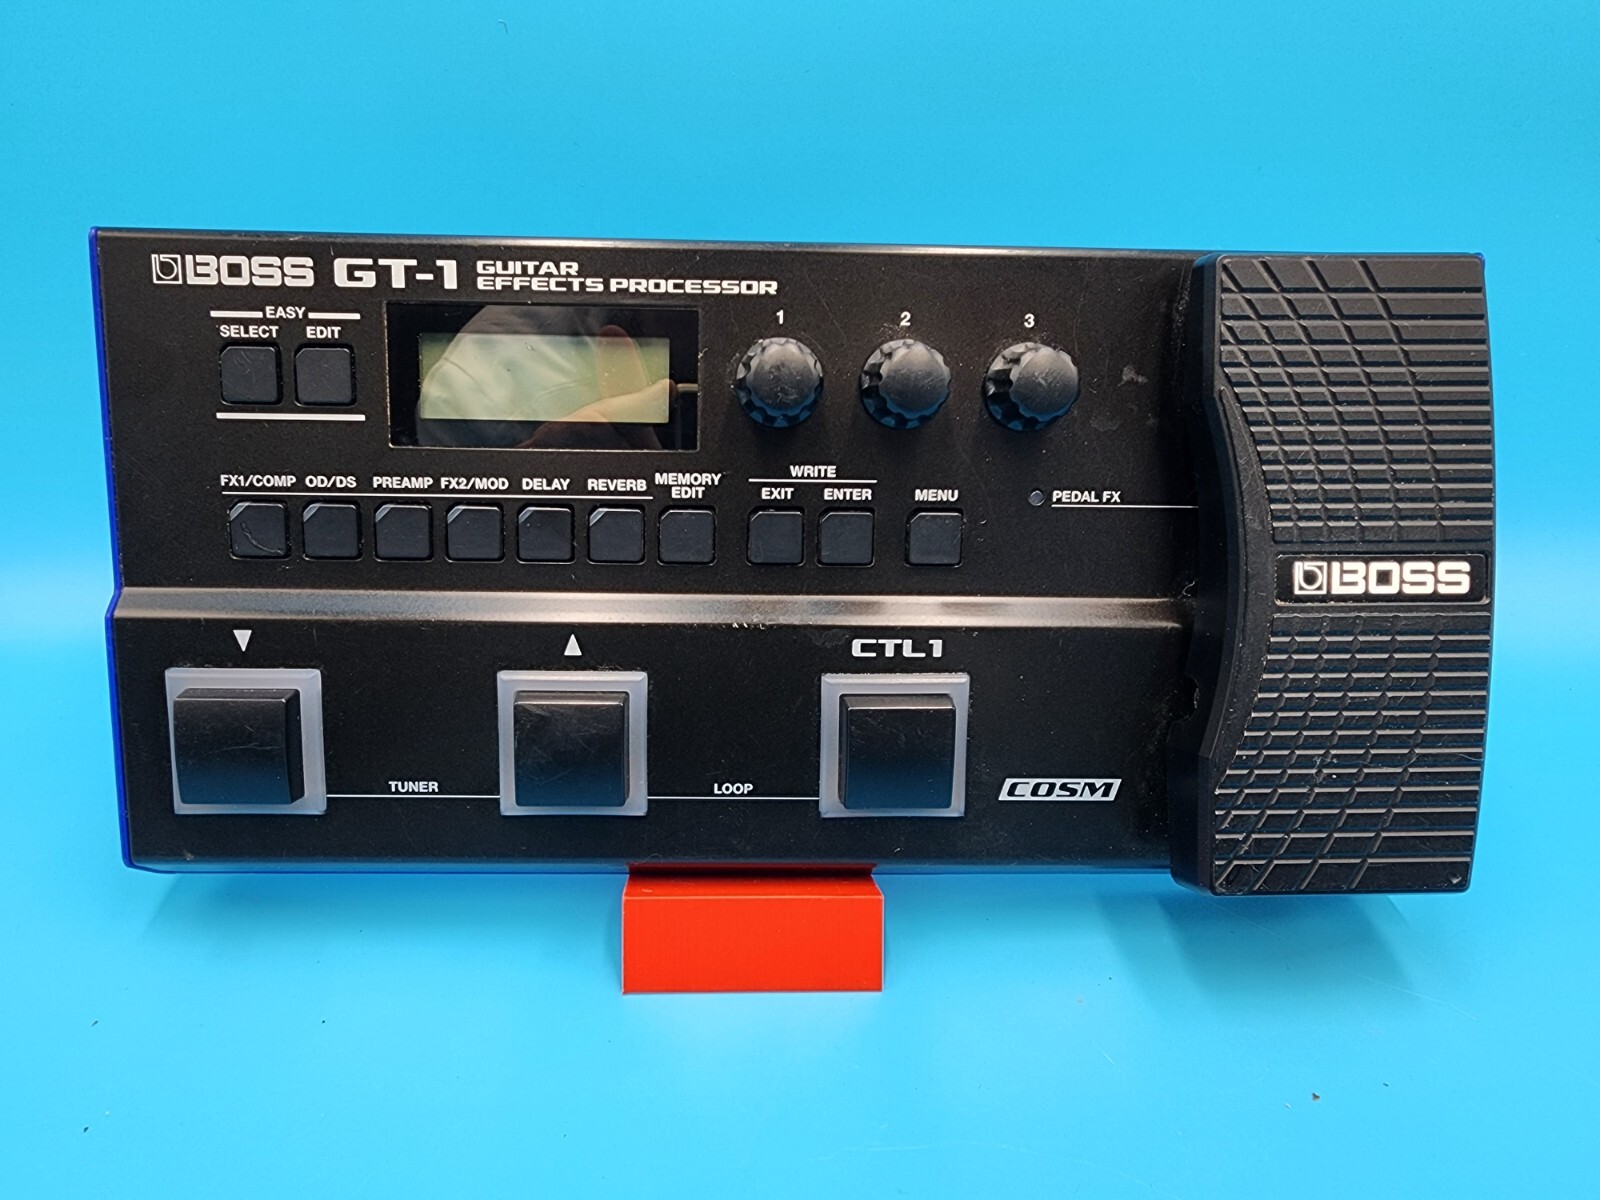 BOSS GT-1 GUITAR
EFFECTS PROCESSOR
EASY
SELECT EDIT
1 2 3
FX1/COMP OD/DS PREAMP FX2/MOD DELAY REVERB MEMORY
EDIT
WRITE
EXIT ENTER
MENU
PEDAL FX
BOSS
▼ ▲ CTL1
TUNER LOOP
COSM